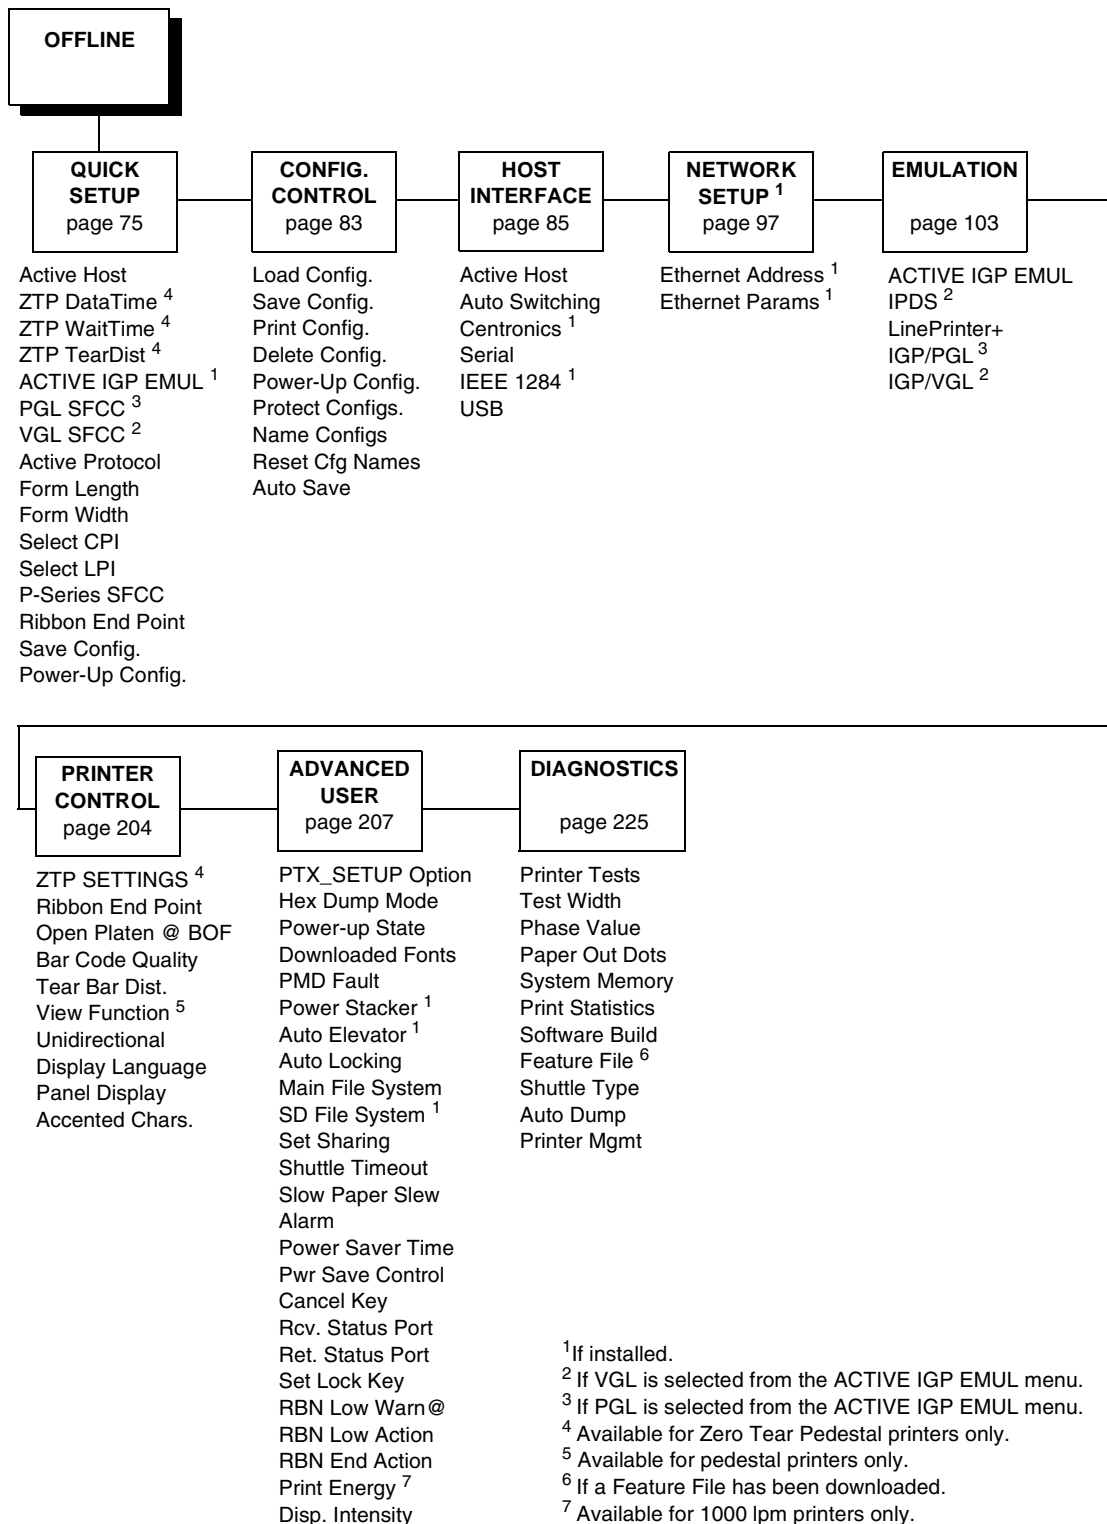 OFFLINE
QUICK
SETUP
page 75
CONFIG.
CONTROL
page 83
HOST
INTERFACE
page 85
NETWORK
SETUP 1
page 97
EMULATION
page 103
Active Host
ZTP DataTime 4
ZTP WaitTime 4
ZTP TearDist 4
ACTIVE IGP EMUL 1
PGL SFCC 3
VGL SFCC 2
Active Protocol
Form Length
Form Width
Select CPI
Select LPI
P-Series SFCC
Ribbon End Point
Save Config.
Power-Up Config.
Load Config.
Save Config.
Print Config.
Delete Config.
Power-Up Config.
Protect Configs.
Name Configs
Reset Cfg Names
Auto Save
Active Host
Auto Switching
Centronics 1
Serial
IEEE 1284 1
USB
Ethernet Address 1
Ethernet Params 1
ACTIVE IGP EMUL
IPDS 2
LinePrinter+
IGP/PGL 3
IGP/VGL 2
PRINTER
CONTROL
page 204
ADVANCED
USER
page 207
DIAGNOSTICS
page 225
ZTP SETTINGS 4
Ribbon End Point
Open Platen @ BOF
Bar Code Quality
Tear Bar Dist.
View Function 5
Unidirectional
Display Language
Panel Display
Accented Chars.
PTX_SETUP Option
Hex Dump Mode
Power-up State
Downloaded Fonts
PMD Fault
Power Stacker 1
Auto Elevator 1
Auto Locking
Main File System
SD File System 1
Set Sharing
Shuttle Timeout
Slow Paper Slew
Alarm
Power Saver Time
Pwr Save Control
Cancel Key
Rcv. Status Port
Ret. Status Port
Set Lock Key
RBN Low Warn@
RBN Low Action
RBN End Action
Print Energy 7
Disp. Intensity
Printer Tests
Test Width
Phase Value
Paper Out Dots
System Memory
Print Statistics
Software Build
Feature File 6
Shuttle Type
Auto Dump
Printer Mgmt
1If installed.
2 If VGL is selected from the ACTIVE IGP EMUL menu.
3 If PGL is selected from the ACTIVE IGP EMUL menu.
4 Available for Zero Tear Pedestal printers only.
5 Available for pedestal printers only.
6 If a Feature File has been downloaded.
7 Available for 1000 lpm printers only.